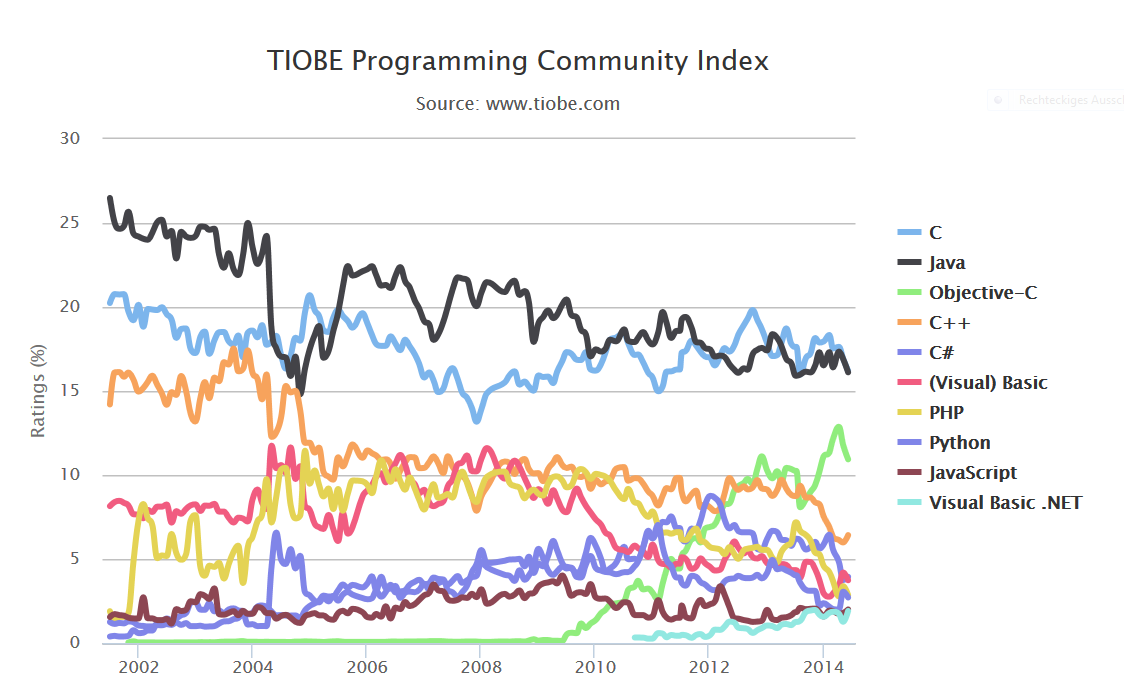 TIOBE Programming Community Index
Source: www.tiobe.com
Rechteckiges Aussc
Ratings (%)
30
25
20
15
10
5
0
2002 2004 2006 2008 2010 2012 2014
C
Java
Objective-C
C++
C#
(Visual) Basic
PHP
Python
JavaScript
Visual Basic .NET